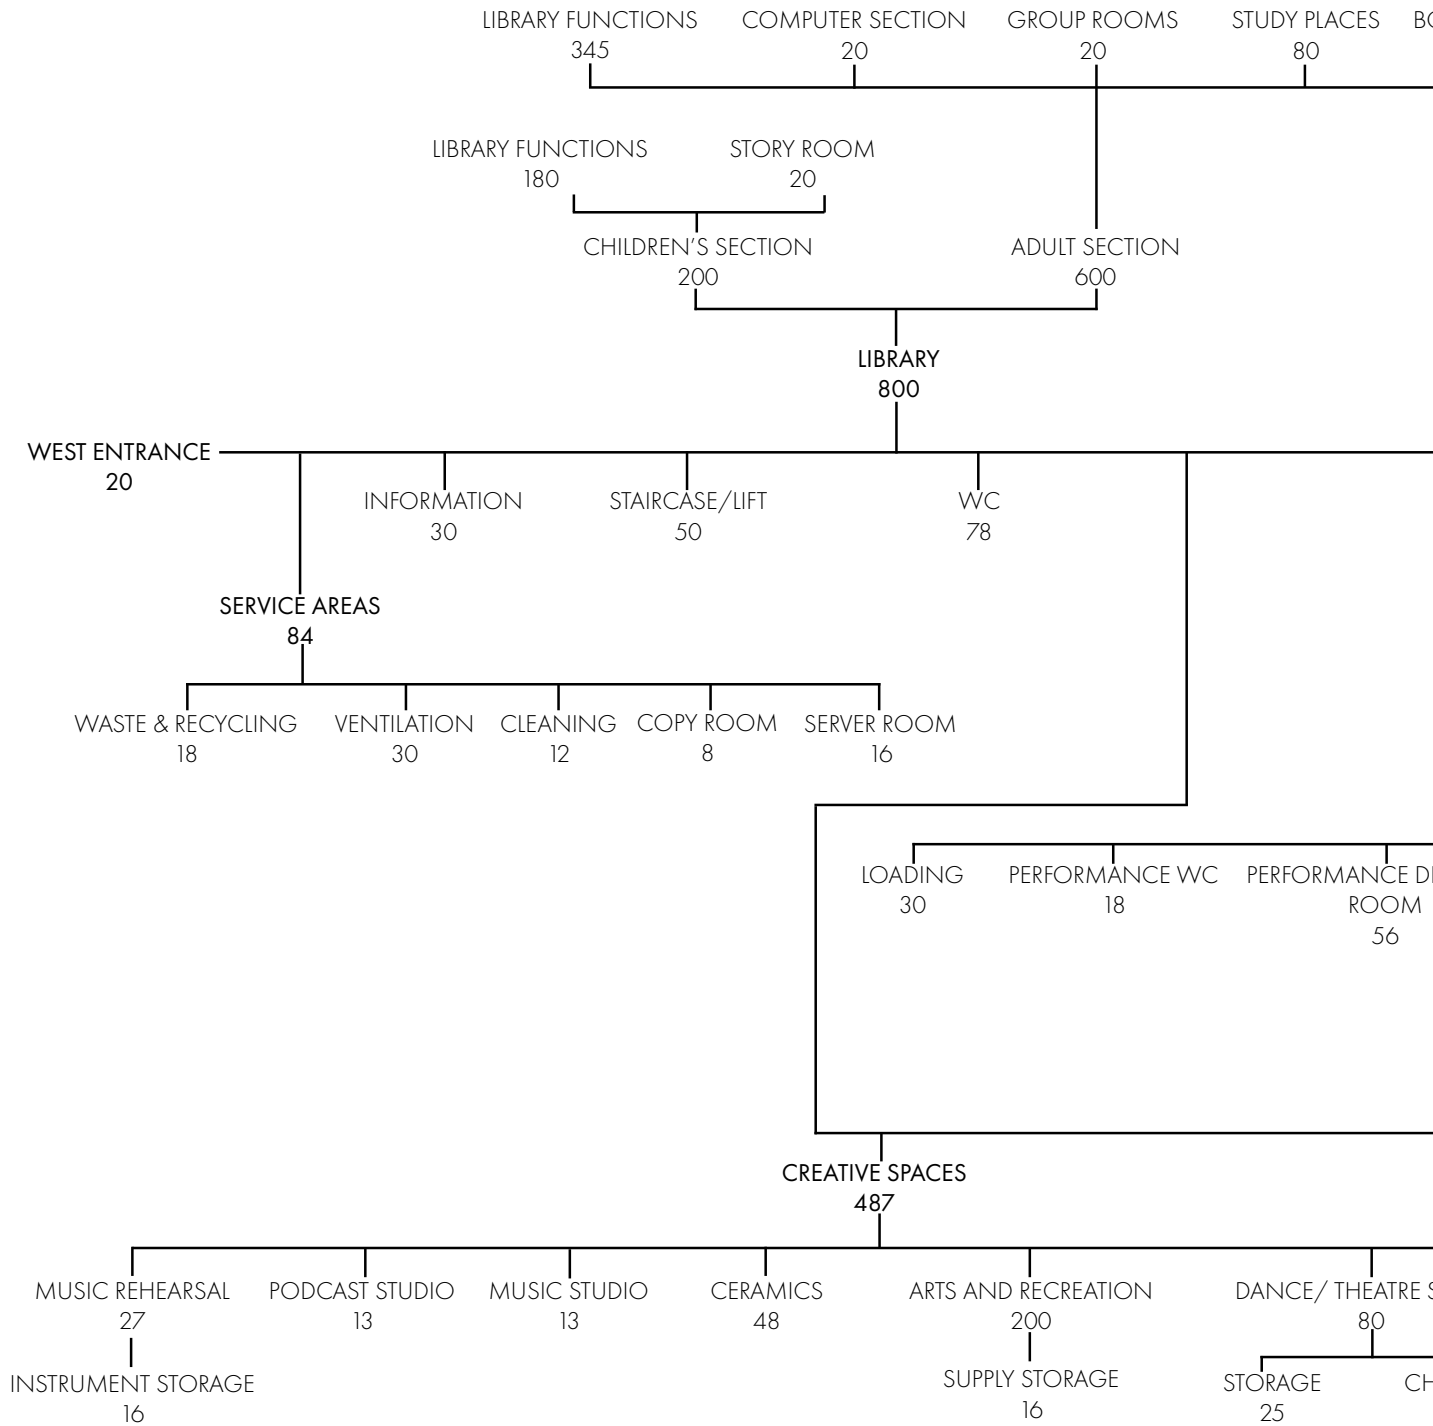 LIBRARY FUNCTIONS
345
COMPUTER SECTION
20
GROUP ROOMS
20
STUDY PLACES
80
LIBRARY FUNCTIONS
180
STORY ROOM
20
CHILDREN'S SECTION
200
ADULT SECTION
600
LIBRARY
800
WEST ENTRANCE
20
INFORMATION
30
STAIRCASE/LIFT
50
WC
78
SERVICE AREAS
84
WASTE & RECYCLING
18
VENTILATION
30
CLEANING
12
COPY ROOM
8
SERVER ROOM
16
LOADING
30
PERFORMANCE WC
18
PERFORMANCE
ROOM
56
CREATIVE SPACES
487
MUSIC REHEARSAL
27
PODCAST STUDIO
13
MUSIC STUDIO
13
CERAMICS
48
ARTS AND RECREATION
200
DANCE/ THEATRE
80
INSTRUMENT STORAGE
16
SUPPLY STORAGE
16
STORAGE
25